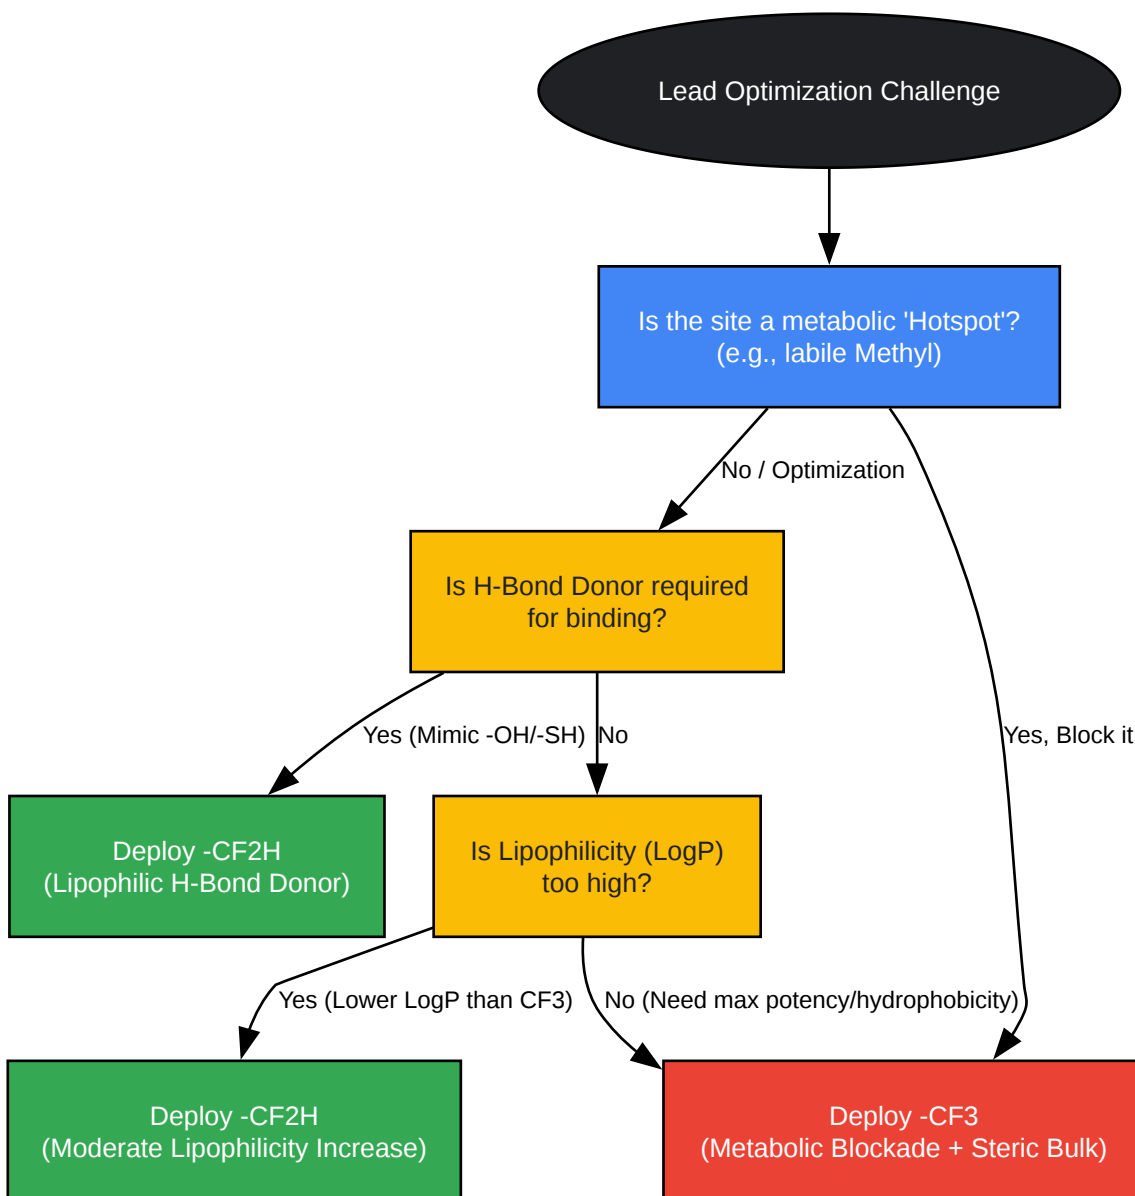 Lead Optimization Challenge
Is the site a metabolic 'Hotspot'?
(e.g., labile Methyl)
No / Optimization
Is H-Bond Donor required
for binding?
Yes (Mimic -OH/-SH)
No
Yes, Block it
Deploy -CF2H
(Lipophilic H-Bond Donor)
Is Lipophilicity (LogP)
too high?
Yes (Lower LogP than CF3)
No (Need max potency/hydrophobicity)
Deploy -CF2H
(Moderate Lipophilicity Increase)
Deploy -CF3
(Metabolic Blockade + Steric Bulk)